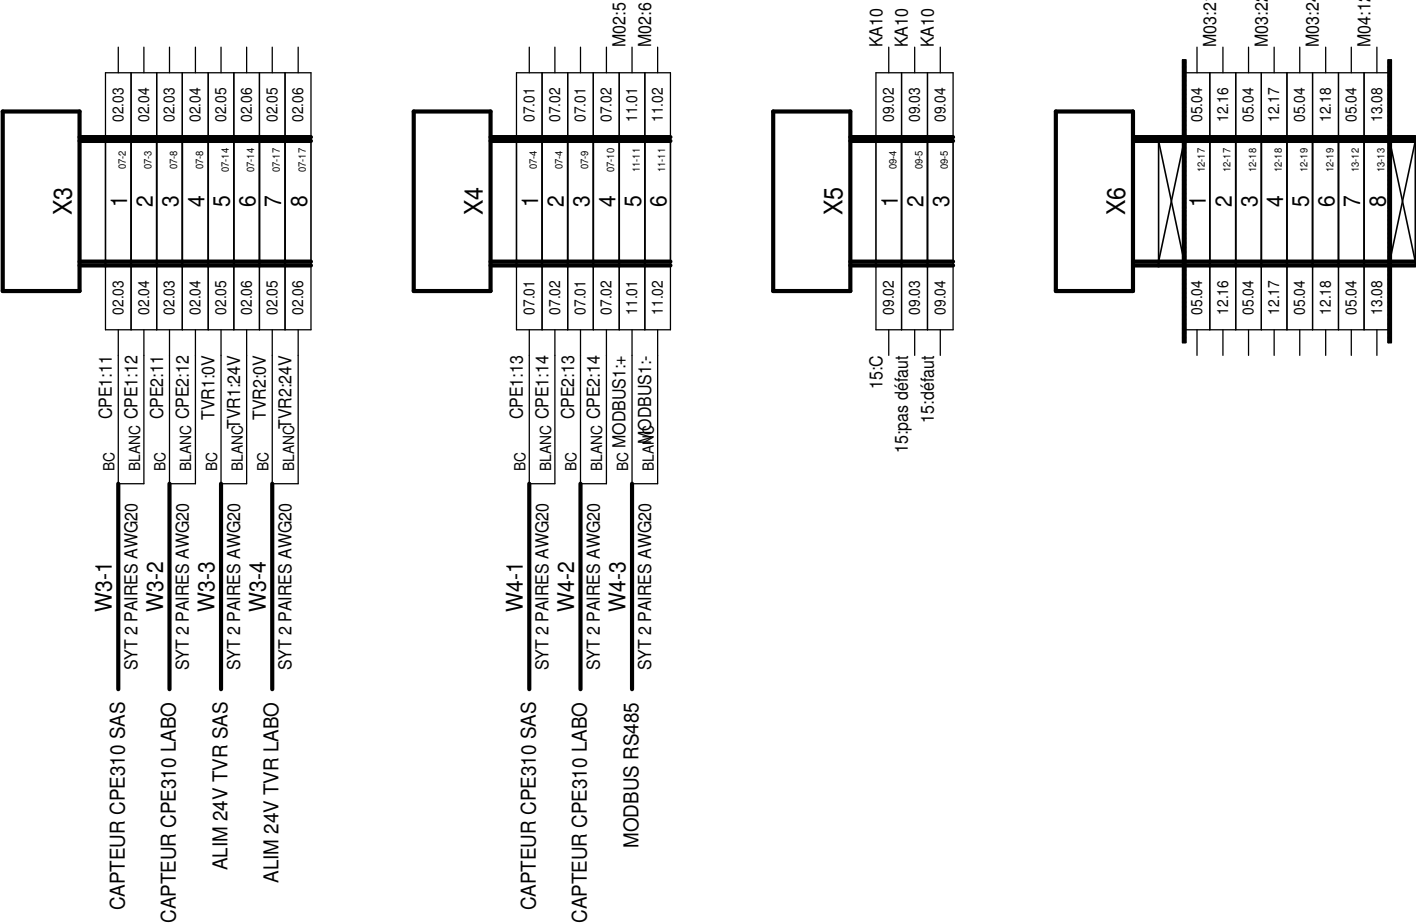 X3
02.03 02.04 02.03 02.04 02.05 02.06 02.05 02.06
07-2 07-3 07-8 07-8 07-14 07-14 07-17 07-17
1 2 3 4 5 6 7 8
02.03 02.04 02.03 02.04 02.05 02.06 02.05 02.06
CPE1:11
CPE1:12
CPE2:11
CPE2:12
TVR1:0V
TVR1:24V
TVR2:0V
TVR2:24V
BC
BLANC
BC
BLANC
BC
BLANC
BC
BLANC
W3-1
SYT 2 PAIRES AWG20
W3-2
SYT 2 PAIRES AWG20
W3-3
SYT 2 PAIRES AWG20
W3-4
SYT 2 PAIRES AWG20
CAPTEUR CPE310 SAS
CAPTEUR CPE310 LABO
ALIM 24V TVR SAS
ALIM 24V TVR LABO
X4
M02:5
M02:6
07.01 07.02 07.01 07.02 11.01 11.02
07-4 07-4 07-9 07-10 11-11 11-11
1 2 3 4 5 6
07.01 07.02 07.01 07.02 11.01 11.02
CPE1:13
CPE1:14
CPE2:13
CPE2:14
MODBUS1:+
MODBUS1:-
BC
BLANC
BC
BLANC
BC
BLANC
W4-1
SYT 2 PAIRES AWG20
W4-2
SYT 2 PAIRES AWG20
W4-3
SYT 2 PAIRES AWG20
CAPTEUR CPE310 SAS
CAPTEUR CPE310 LABO
MODBUS RS485
X5
KA10
KA10
KA10
09.02 09.03 09.04
09-4 09-5 09-5
1 2 3
09.02 09.03 09.04
15:C
15:pas défaut
15:défaut
X6
05.04 12.16 05.04 12.17 05.04 12.18 05.04 13.08
12-17 12-17 12-18 12-18 12-19 12-19 13-12 13-13
1 2 3 4 5 6 7 8
05.04 12.16 05.04 12.17 05.04 12.18 05.04 13.08